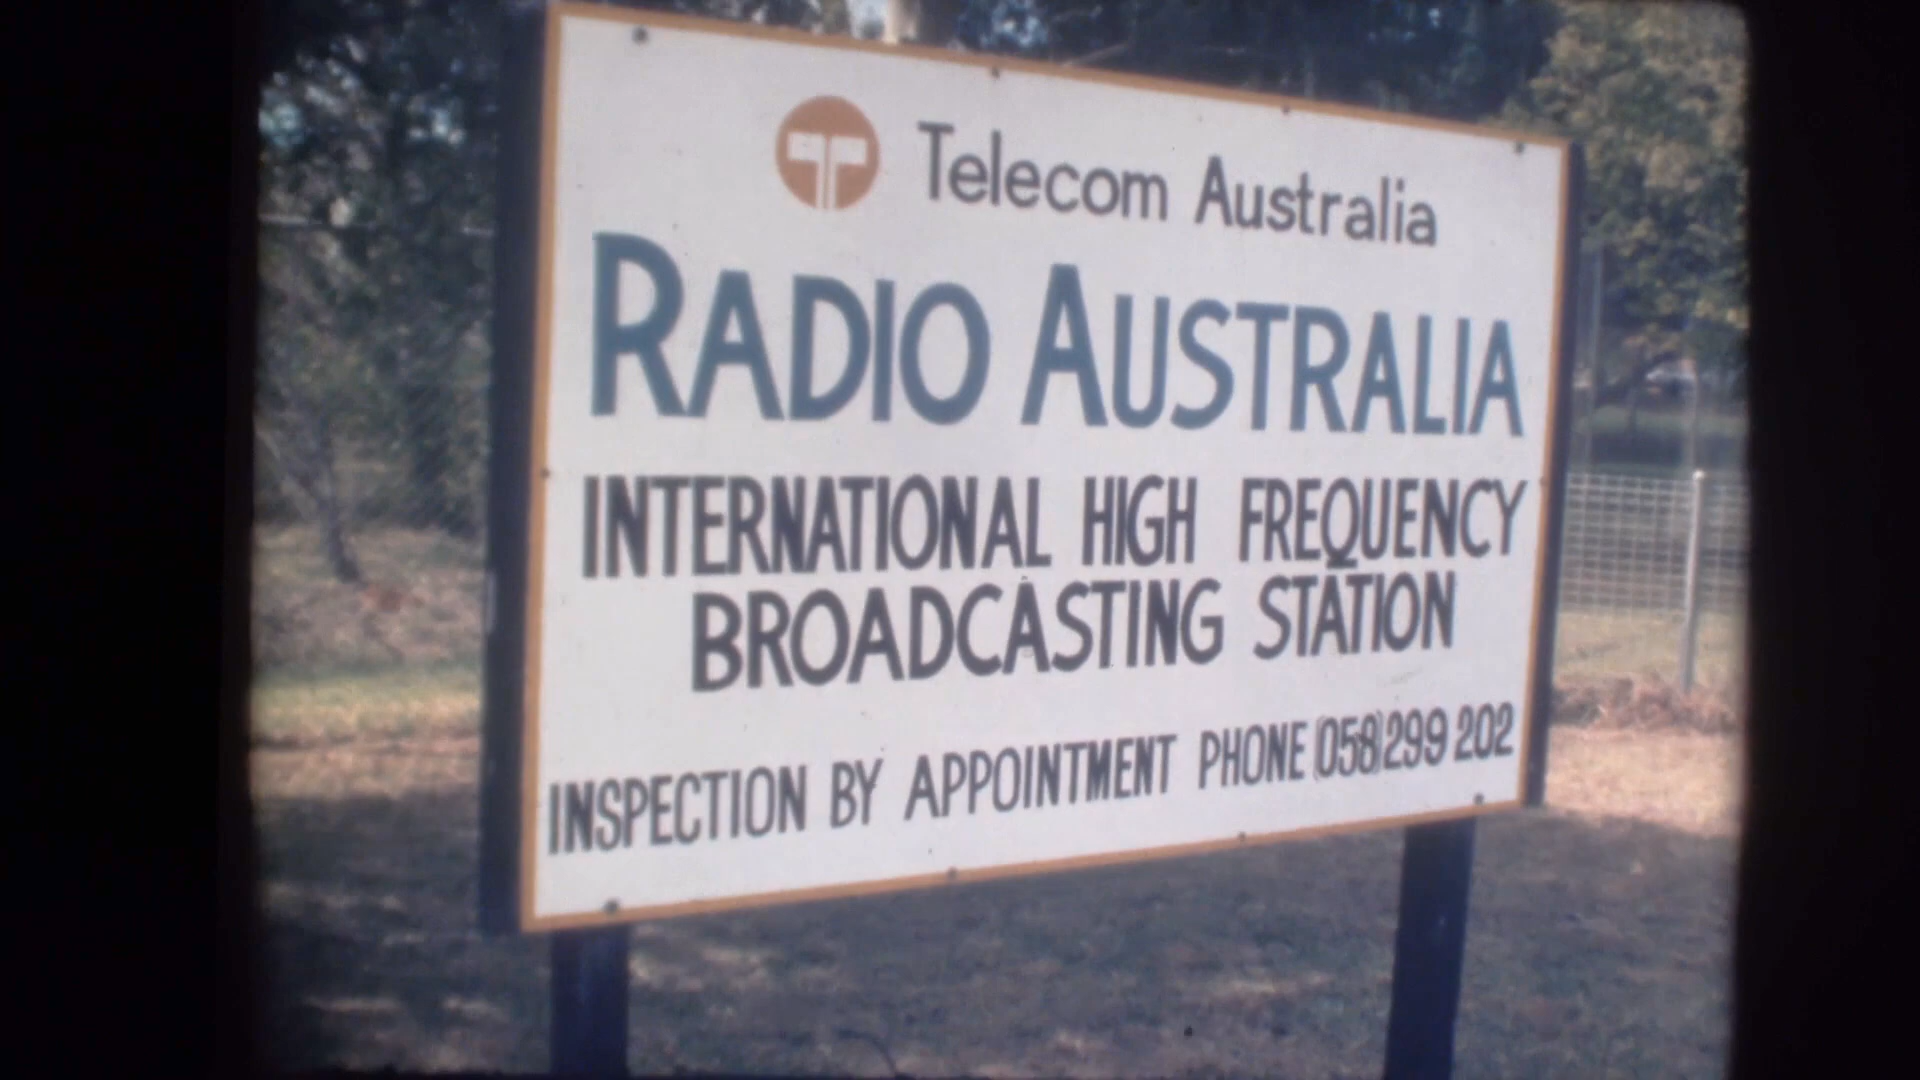 Telecom Australia
RADIO AUSTRALIA
INTERNATIONAL HIGH FREQUENCY
BROADCASTING STATION
INSPECTION BY APPOINTMENT PHONE (058) 299 202